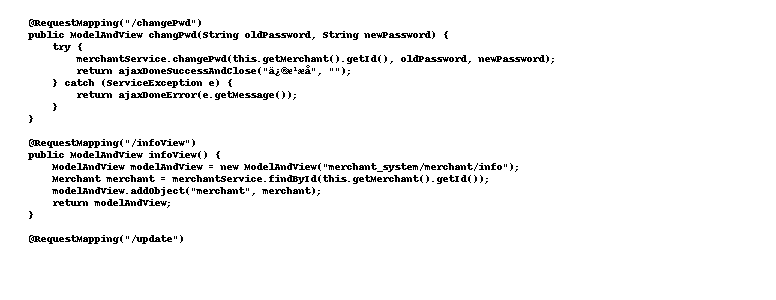 @RequestMapping("/changePwd")
public ModelAndView changPwd(String oldPassword, String newPassword) {
try {
merchantService.changePwd(this.getMerchant().getId(), oldPassword, newPassword);
return ajaxDoneSuccessAndClose("ä¿®æ¹æå", "");
} catch (ServiceException e) {
return ajaxDoneError(e.getMessage());
}
}
@RequestMapping("/infoView")
public ModelAndView infoView() {
ModelAndView modelAndView = new ModelAndView("merchant_system/merchant/info");
Merchant merchant = merchantService.findById(this.getMerchant().getId());
modelAndView.addObject("merchant", merchant);
return modelAndView;
}
@RequestMapping("/update")